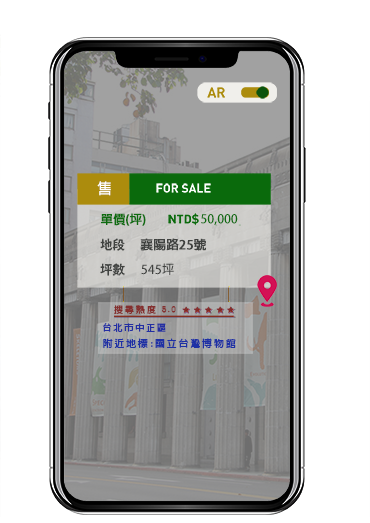 AR
售 FOR SALE
單價(坪) NTD$50,000
地段 襄陽路25號
坪數 545坪
搜尋熱度 5.0 ★★★★★
台北市中正區
附近地標:國立台灣博物館